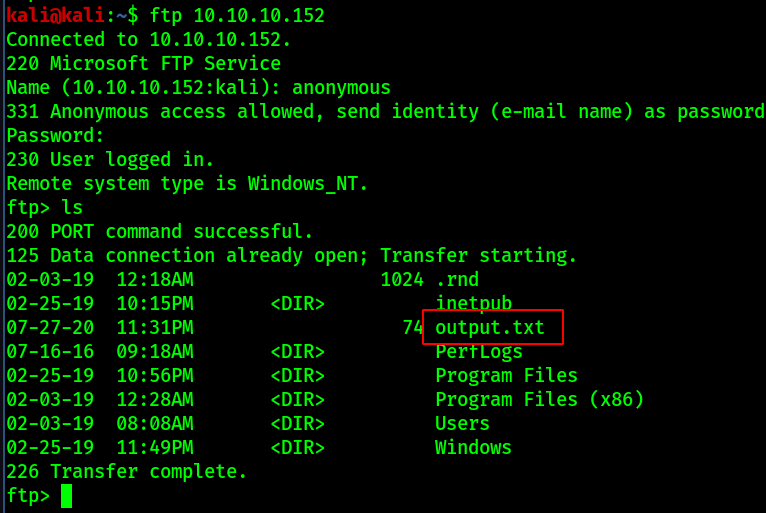 kali@kali:~$ ftp 10.10.10.152
Connected to 10.10.10.152.
220 Microsoft FTP Service
Name (10.10.10.152:kali): anonymous
331 Anonymous access allowed, send identity (e-mail name) as password
Password:
230 User logged in.
Remote system type is Windows_NT.
ftp> ls
200 PORT command successful.
125 Data connection already open; Transfer starting.
02-03-19  12:18AM                 1024 .rnd
02-25-19  10:15PM       <DIR>          inetpub
07-27-20  11:31PM                   74 output.txt
07-16-16  09:18AM       <DIR>          PerfLogs
02-25-19  10:56PM       <DIR>          Program Files
02-03-19  12:28AM       <DIR>          Program Files (x86)
02-03-19  08:08AM       <DIR>          Users
02-25-19  11:49PM       <DIR>          Windows
226 Transfer complete.
ftp>